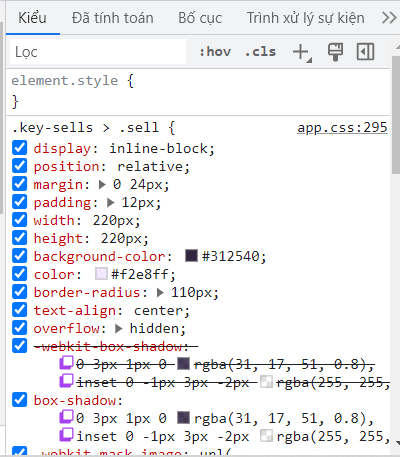 Kiểu Đã tính toán Bố cục Trình xử lý sự kiện
Lọc :hov .cls
element.style {
}
.key-sells > .sell { app.css:295
display: inline-block;
position: relative;
margin: 0 24px;
padding: 12px;
width: 220px;
height: 220px;
background-color: #312540;
color: #f2e8ff;
border-radius: 110px;
text-align: center;
overflow: hidden;
-webkit-box-shadow:
0 3px 1px 0 rgba(31, 17, 51, 0.8),
inset 0 -1px 3px -2px rgba(255, 255,
box-shadow:
0 3px 1px 0 rgba(31, 17, 51, 0.8),
inset 0 -1px 3px -2px rgba(255, 255,
-webkit-mask-image: url(